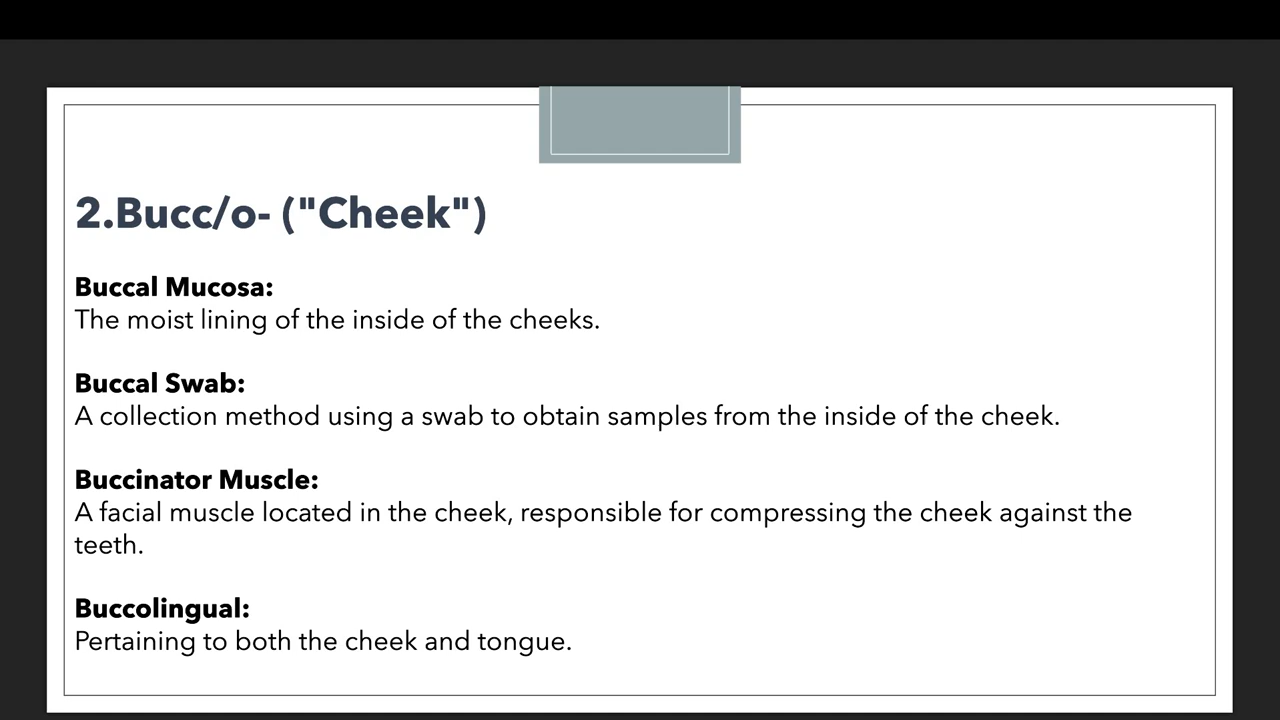 2.Bucc/o- ("Cheek")
Buccal Mucosa:
The moist lining of the inside of the cheeks.
Buccal Swab:
A collection method using a swab to obtain samples from the inside of the cheek.
Buccinator Muscle:
A facial muscle located in the cheek, responsible for compressing the cheek against the
teeth.
Buccolingual:
Pertaining to both the cheek and tongue.